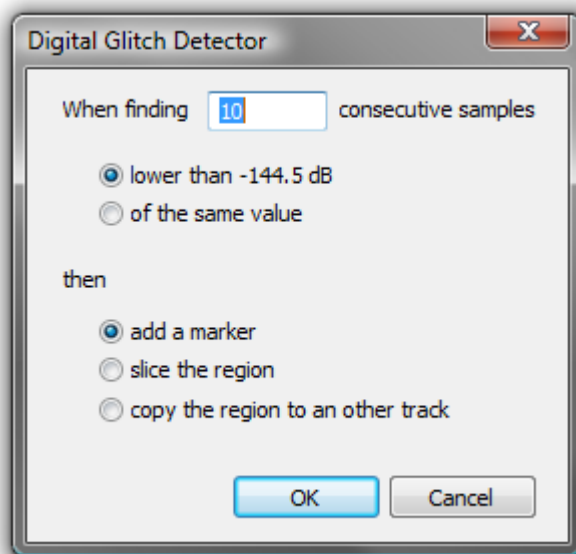 Digital Glitch Detector
When finding 10 consecutive samples
lower than -144.5 dB
of the same value
then
add a marker
slice the region
copy the region to an other track
OK Cancel